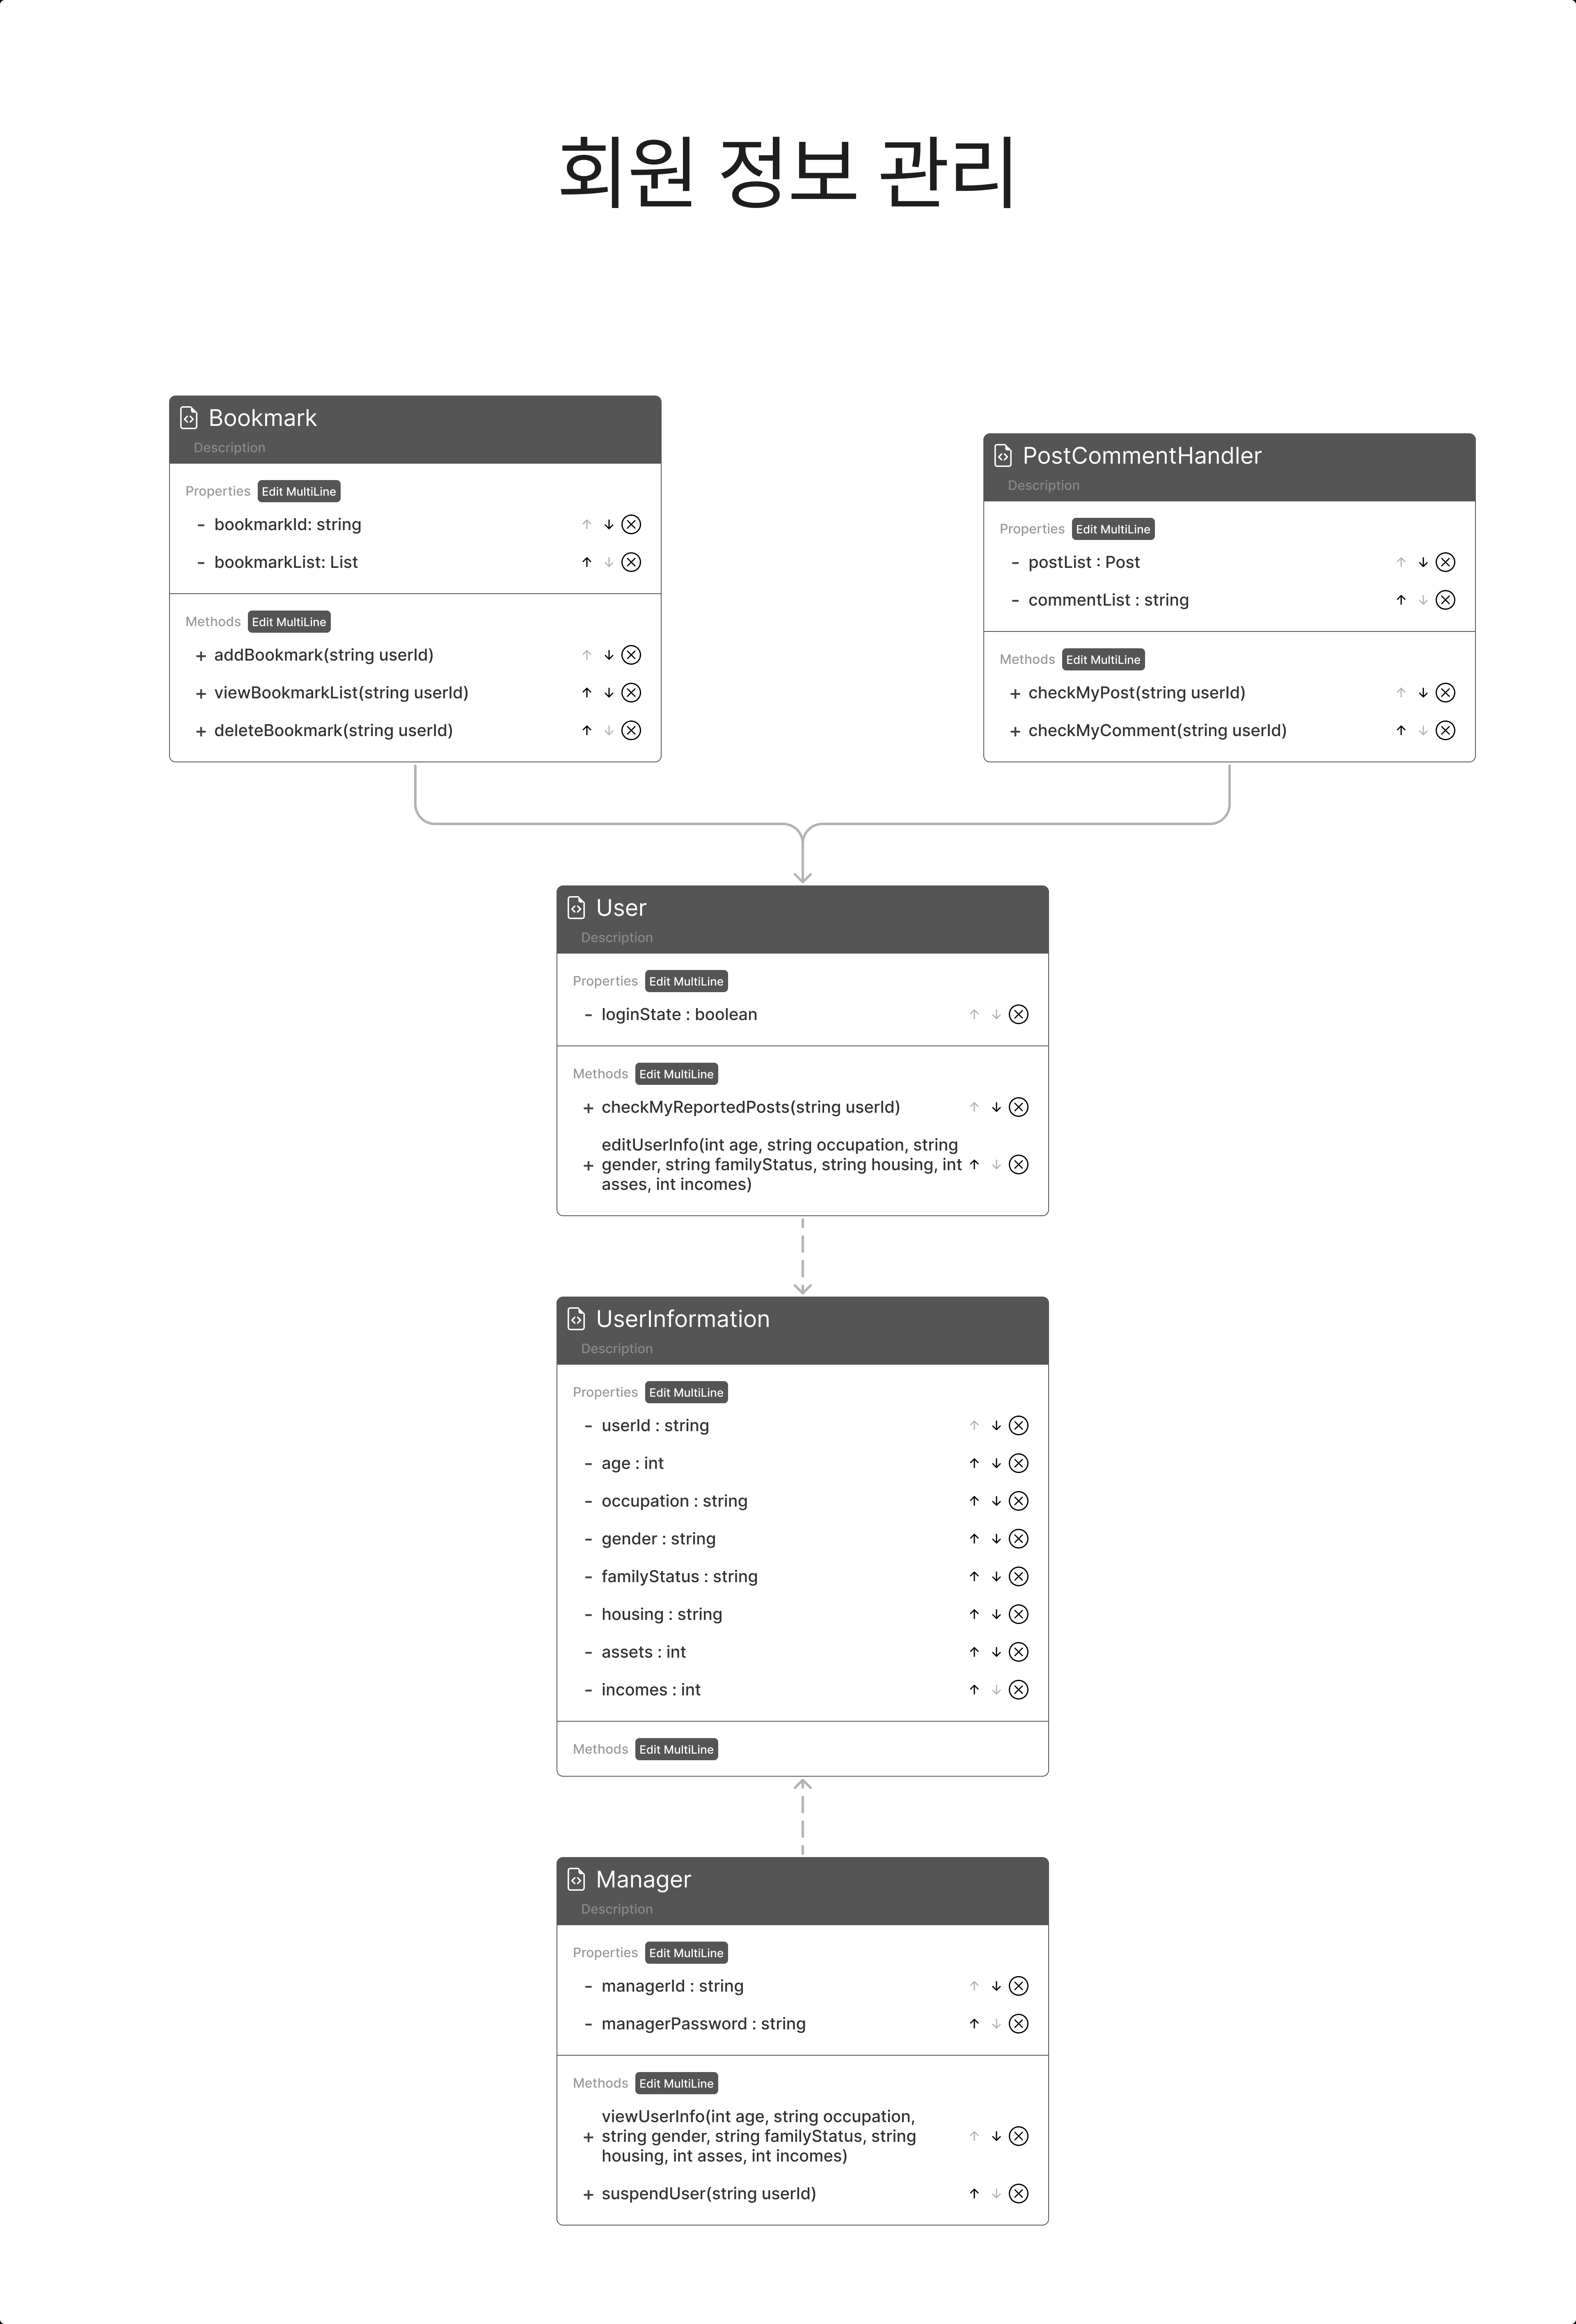 회원 정보 관리
Bookmark
Description
Properties Edit MultiLine
- bookmarkId: string
- bookmarkList: List
Methods Edit MultiLine
+ addBookmark(string userId)
+ viewBookmarkList(string userId)
+ deleteBookmark(string userId)
PostCommentHandler
Description
Properties Edit MultiLine
- postList : Post
- commentList : string
Methods Edit MultiLine
+ checkMyPost(string userId)
+ checkMyComment(string userId)
User
Description
Properties Edit MultiLine
- loginState : boolean
Methods Edit MultiLine
+ checkMyReportedPosts(string userId)
editUserInfo(int age, string occupation, string
+ gender, string familyStatus, string housing, int
asses, int incomes)
UserInformation
Description
Properties Edit MultiLine
- userId : string
- age : int
- occupation : string
- gender : string
- familyStatus : string
- housing : string
- assets : int
- incomes : int
Methods Edit MultiLine
Manager
Description
Properties Edit MultiLine
- managerId : string
- managerPassword : string
Methods Edit MultiLine
viewUserInfo(int age, string occupation,
+ string gender, string familyStatus, string
housing, int asses, int incomes)
+ suspendUser(string userId)